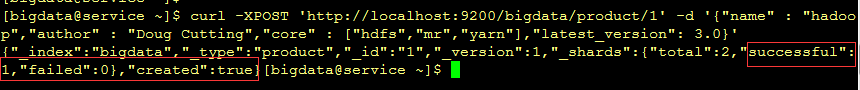 [bigdata@service ~]$
[bigdata@service ~]$ curl -XPOST 'http://localhost:9200/bigdata/product/1' -d '{"name" : "hadoo
p","author" : "Doug Cutting","core" : ["hdfs","mr","yarn"],"latest_version": 3.0}'
{"_index":"bigdata","_type":"product","_id":"1","_version":1,"_shards":{"total":2,"successful":
1,"failed":0},"created":true}[bigdata@service ~]$